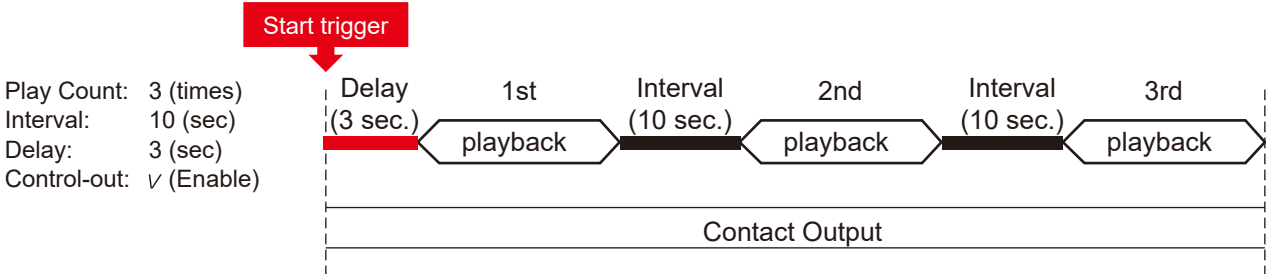 Start trigger
Play Count: 3 (times)
Interval: 10 (sec)
Delay: 3 (sec)
Control-out: ✓ (Enable)
Delay
(3 sec.)
1st
playback
Interval
(10 sec.)
2nd
playback
Interval
(10 sec.)
3rd
playback
Contact Output